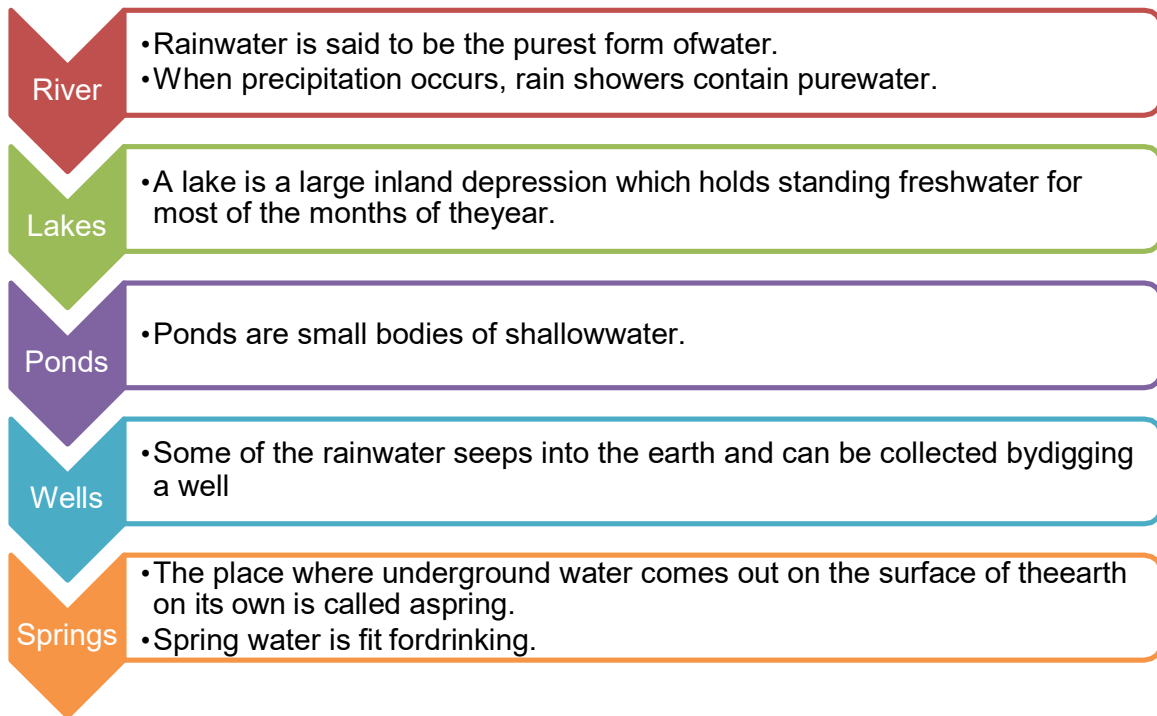 River
•Rainwater is said to be the purest form ofwater.
•When precipitation occurs, rain showers contain purewater.
Lakes
•A lake is a large inland depression which holds standing freshwater for
most of the months of theyear.
Ponds
•Ponds are small bodies of shallowwater.
Wells
•Some of the rainwater seeps into the earth and can be collected bydigging
a well
Springs
•The place where underground water comes out on the surface of theearth
on its own is called aspring.
•Spring water is fit fordrinking.